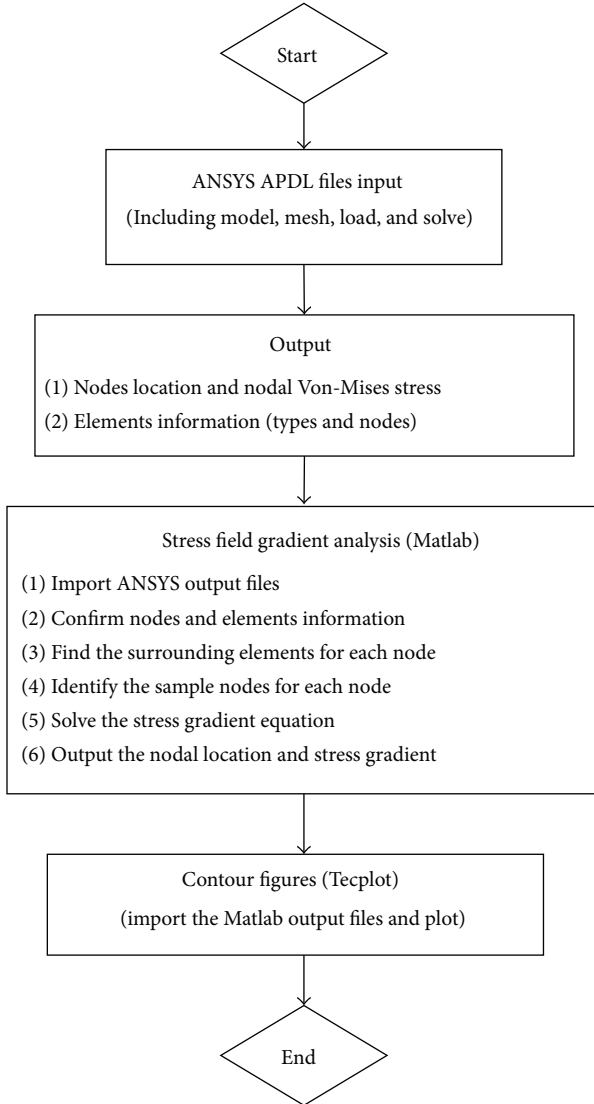 Start
ANSYS APDL files input
(Including model, mesh, load, and solve)
Output
(1) Nodes location and nodal Von-Mises stress
(2) Elements information (types and nodes)
Stress field gradient analysis (Matlab)
(1) Import ANSYS output files
(2) Confirm nodes and elements information
(3) Find the surrounding elements for each node
(4) Identify the sample nodes for each node
(5) Solve the stress gradient equation
(6) Output the nodal location and stress gradient
Contour figures (Tecplot)
(import the Matlab output files and plot)
End